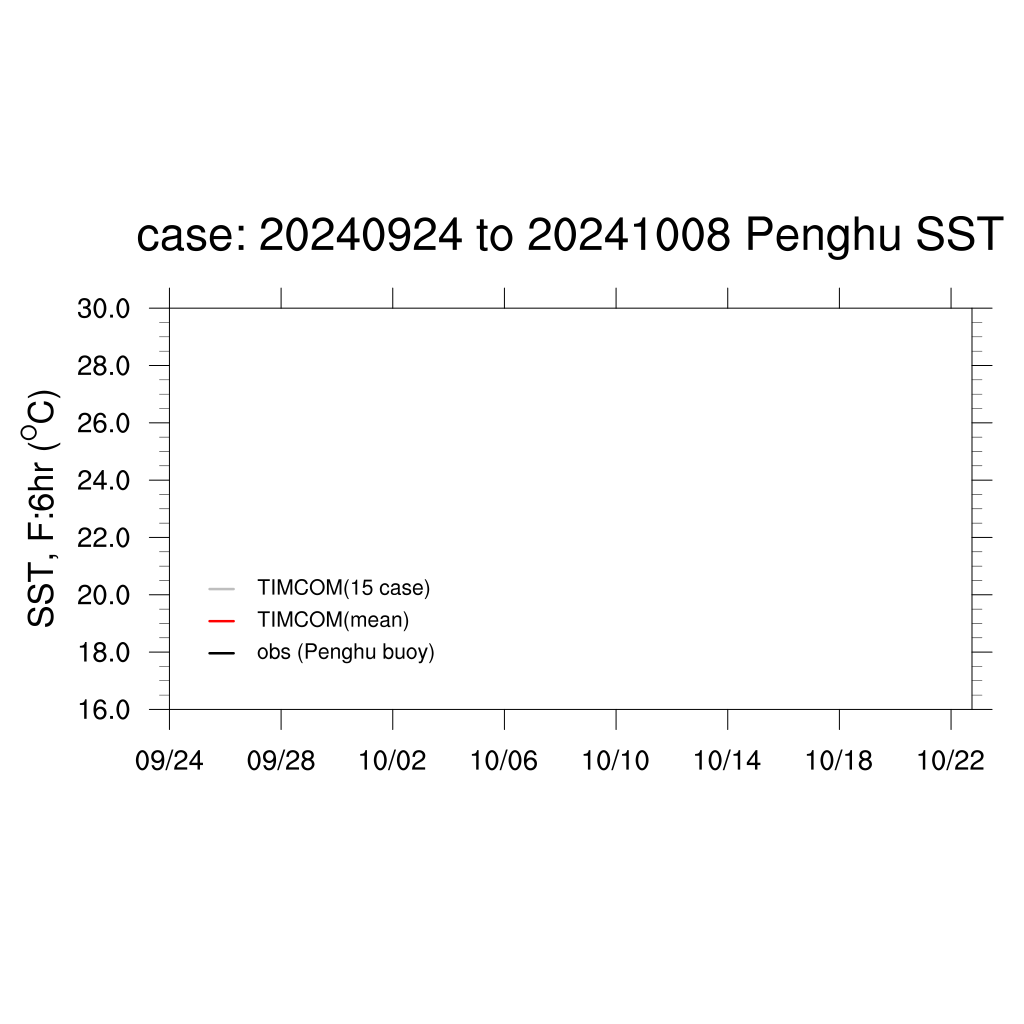 case: 20240924 to 20241008 Penghu SST
SST, F:6hr (°C)
30.0
28.0
26.0
24.0
22.0
20.0
18.0
16.0
TIMCOM(15 case)
TIMCOM(mean)
obs (Penghu buoy)
09/24 09/28 10/02 10/06 10/10 10/14 10/18 10/22